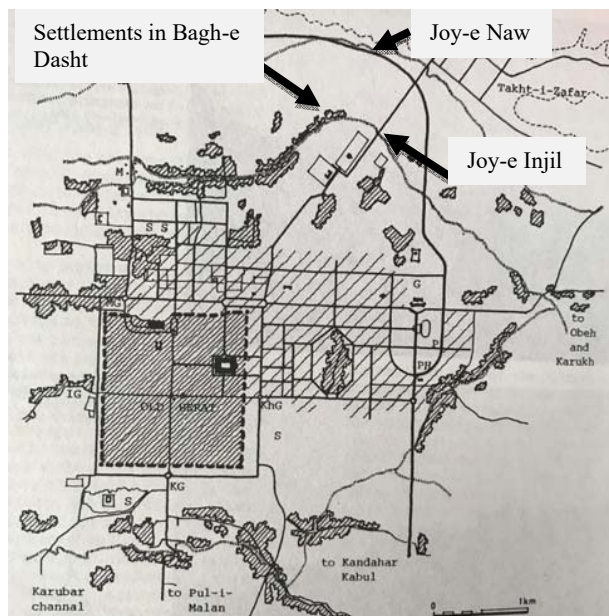 Settlements in Bagh-e
Dasht
Joy-e Naw
Takht-i-Zafar
Joy-e Injil
M.
S S
G
MG
to
Obeh
and
Karukh
P
PH
IG
OLD HERAT
KhG
S
KG
S
to Kandahar
Kabul
Karubar
channal
to Pul-i-
Malan
0 1km